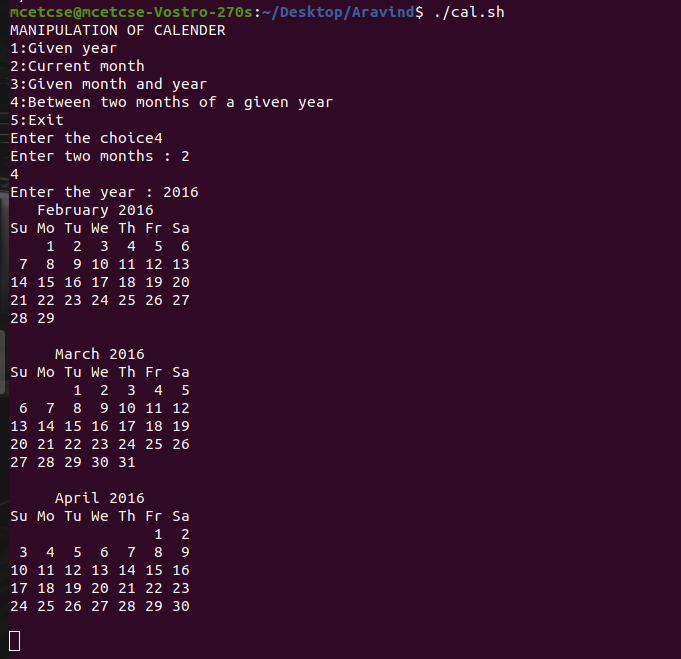 mcetcse@mcetcse-Vostro-270s:~/Desktop/Aravind$ ./cal.sh
MANIPULATION OF CALENDER
1:Given year
2:Current month
3:Given month and year
4:Between two months of a given year
5:Exit
Enter the choice4
Enter two months : 2
4
Enter the year : 2016
   February 2016
Su Mo Tu We Th Fr Sa
    1  2  3  4  5  6
 7  8  9 10 11 12 13
14 15 16 17 18 19 20
21 22 23 24 25 26 27
28 29
     March 2016
Su Mo Tu We Th Fr Sa
       1  2  3  4  5
 6  7  8  9 10 11 12
13 14 15 16 17 18 19
20 21 22 23 24 25 26
27 28 29 30 31
     April 2016
Su Mo Tu We Th Fr Sa
                1  2
 3  4  5  6  7  8  9
10 11 12 13 14 15 16
17 18 19 20 21 22 23
24 25 26 27 28 29 30